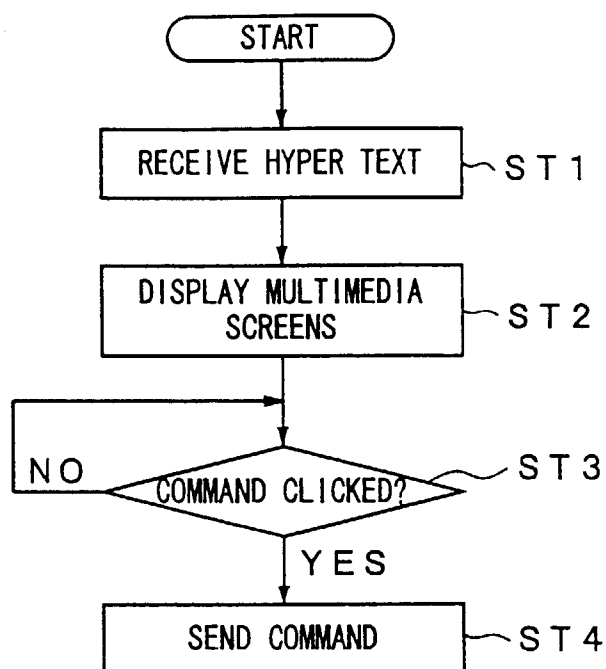 START
RECEIVE HYPER TEXT
ST1
DISPLAY MULTIMEDIA
SCREENS
ST2
NO
COMMAND CLICKED?
ST3
YES
SEND COMMAND
ST4